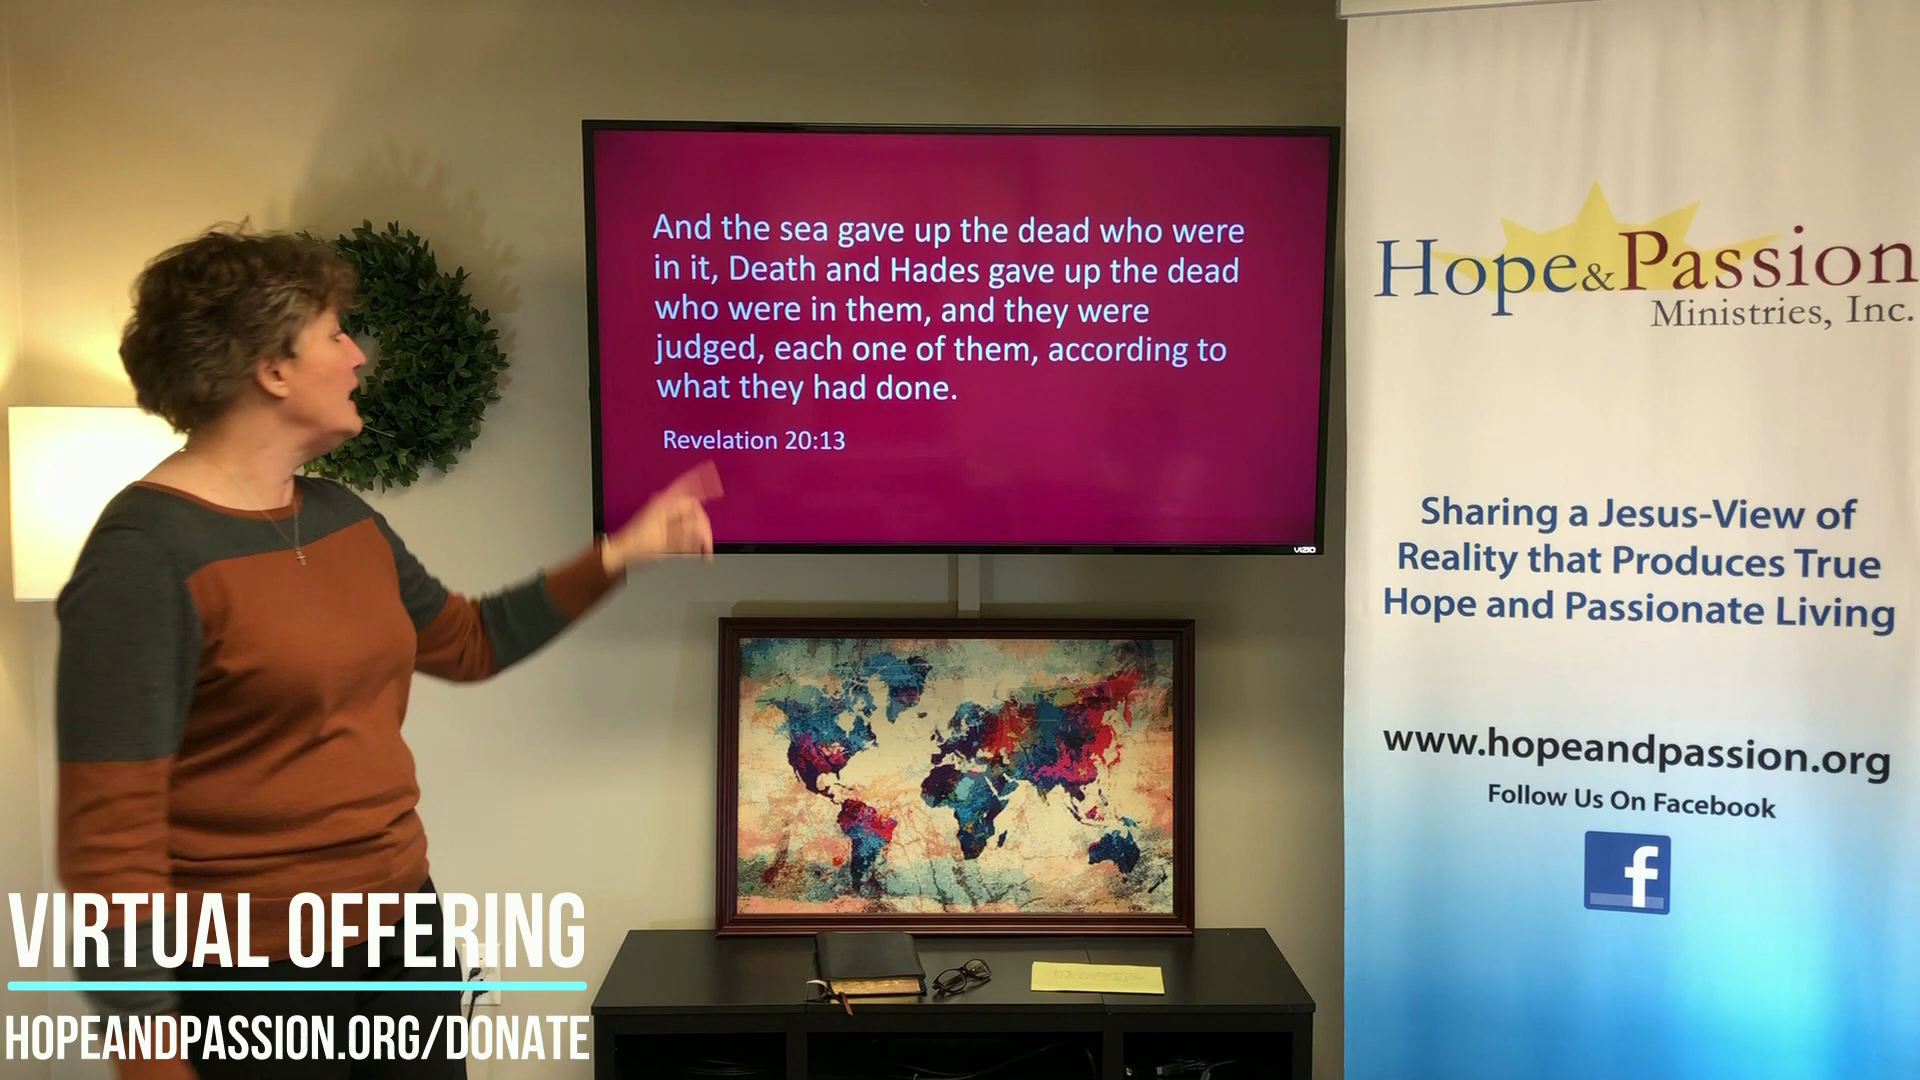 And the sea gave up the dead who were
in it, Death and Hades gave up the dead
who were in them, and they were
judged, each one of them, according to
what they had done.
Revelation 20:13
VIZIO
Hope&Passion
Ministries, Inc.
Sharing a Jesus-View of
Reality that Produces True
Hope and Passionate Living
www.hopeandpassion.org
Follow Us On Facebook
f
VIRTUAL OFFERING
HOPEANDPASSION.ORG/DONATE